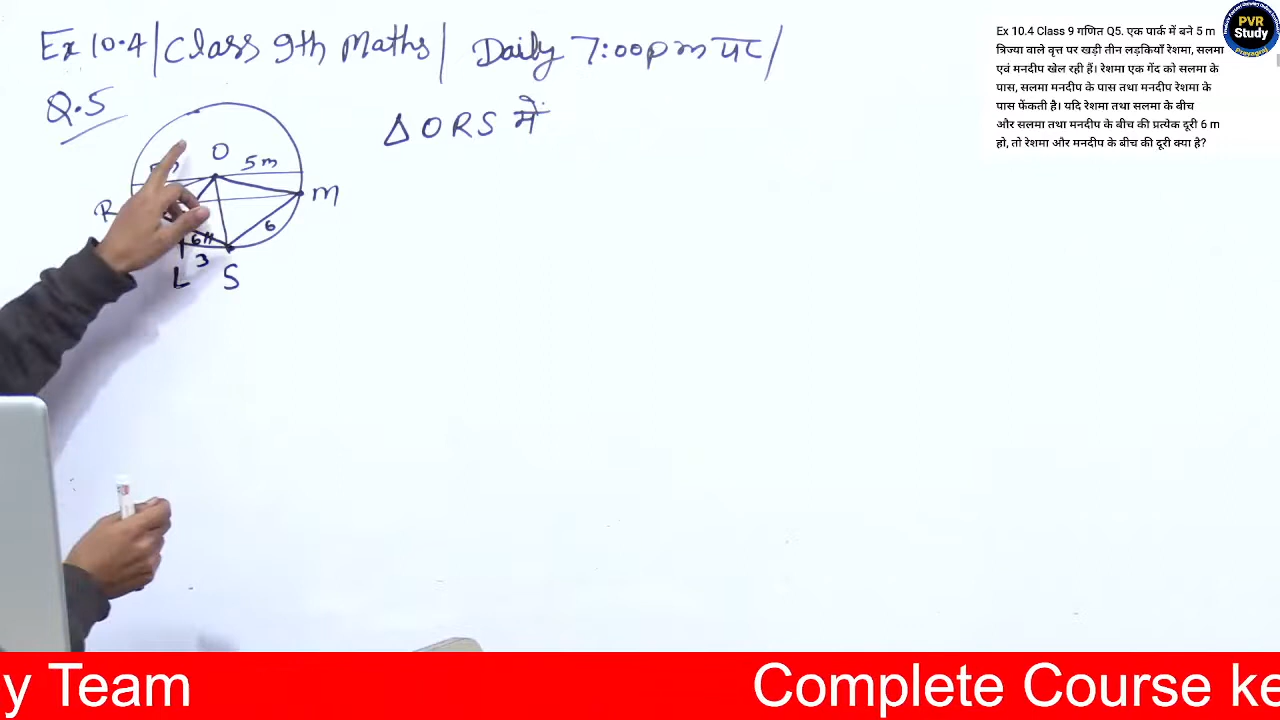 Ex 10.4 | Class 9th Maths | Daily 7:00pm पर |
Q.5
Δ ORS में
O
5m
R
M
6
6
3
L S
Ex 10.4 Class 9 गणित Q5. एक पार्क में बने 5 m
त्रिज्या वाले वृत्त पर खड़ी तीन लड़कियाँ रेशमा, सलमा
एवं मनदीप खेल रही हैं। रेशमा एक गेंद को सलमा के
पास, सलमा मनदीप के पास तथा मनदीप रेशमा के
पास फेंकती है। यदि रेशमा तथा सलमा के बीच
और सलमा तथा मनदीप के बीच की प्रत्येक दूरी 6 m
हो, तो रेशमा और मनदीप के बीच की दूरी क्या है?
PVR
Study
Prayagraj
y Team
Complete Course ke